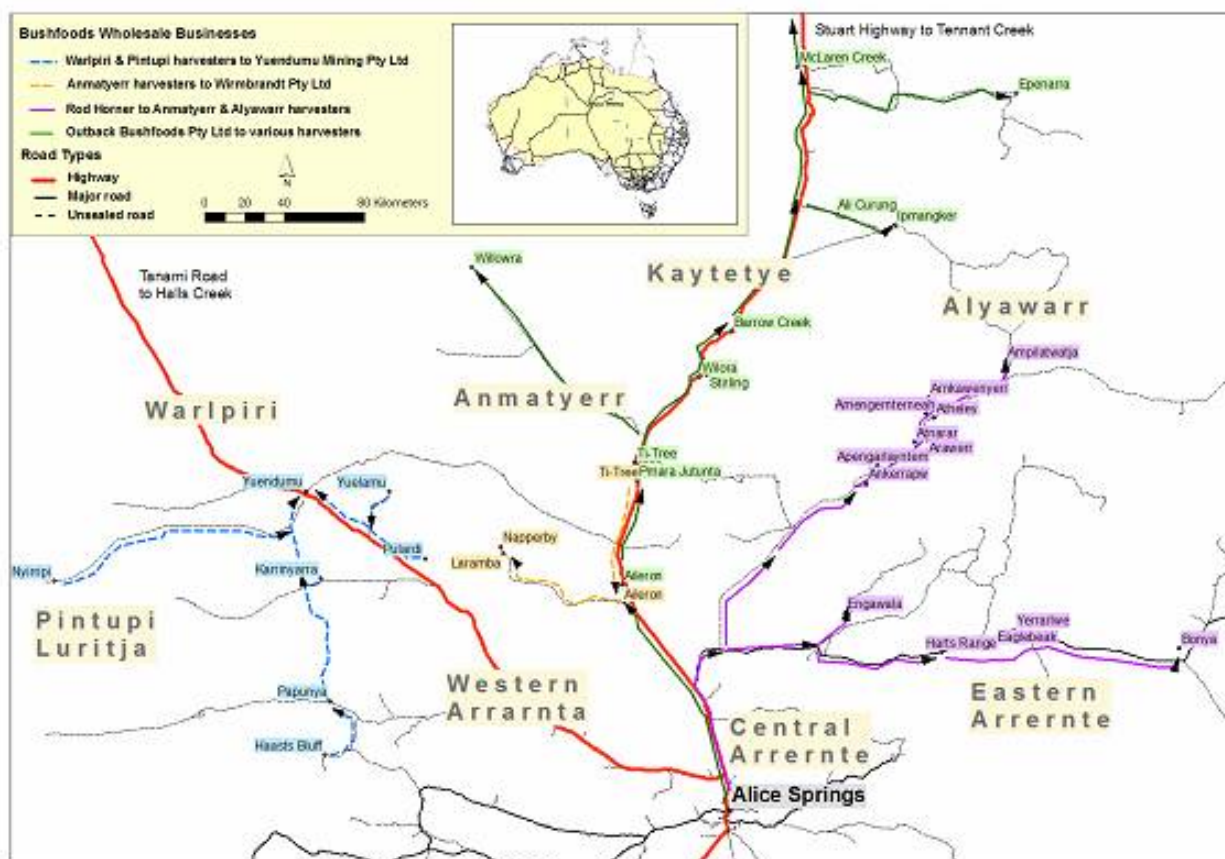 Bushfoods Wholesale Businesses
Warlpiri & Pintupi harvesters to Yuendumu Mining Pty Ltd
Anmatyerr harvesters to Wirmbrandt Pty Ltd
Rod Horner to Anmatyerr & Alyawarr harvesters
Outback Bushfoods Pty Ltd to various harvesters
Road Types
Highway
Major road
Unsealed road
N
0 20 40 80 Kilometers
Stuart Highway to Tennant Creek
McLaren Creek
Epenarra
Ali Curung
Ipmangker
Willowra
Tanami Road
to Halls Creek
Kaytetye
Alyawarr
Barrow Creek
Ampilatwatja
Wilora
Stirling
Warlpiri
Anmatyerr
Amkawenyerr
Amengernterneah
Atheles
Atnarar
Arawerr
Ti-Tree
Ti-Tree
Pmara Jutunta
Apengarlayntem
Ankerrapw
Yuendumu
Yuelamu
Napperby
Pulardi
Laramba
Nyirripi
Karrinyarra
Aileron
Aileron
Engawala
Pintupi
Luritja
Harts Range
Yerrarlwe
Eaglebeak
Bonya
Western
Arrarnta
Papunya
Central
Arrernte
Eastern
Arrernte
Haasts Bluff
Alice Springs